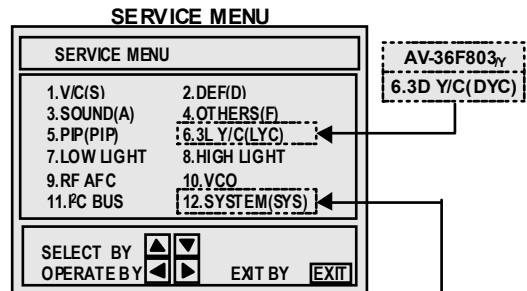 SERVICE MENU
SERVICE MENU
1.V/C(S) 2.DEF(D)
3.SOUND(A) 4.OTHERS(F)
5.PIP(PIP) 6.3L Y/C(LYC)
7.LOW LIGHT 8.HIGH LIGHT
9.RF AFC 10.VCO
11.I²C BUS 12.SYSTEM(SYS)
SELECT BY ▲ ▼
OPERATE BY ◀ ▶ EXIT BY EXIT
AV-36F803/Y
6.3D Y/C(DYC)